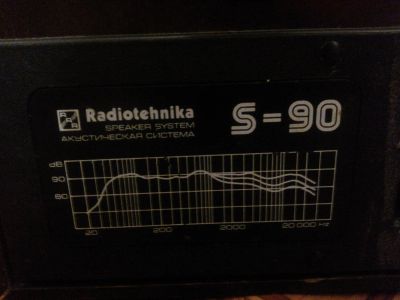 Radiotehnika
SPEAKER SYSTEM
АКУСТИЧЕСКАЯ СИСТЕМА
S-90
dB
90
80
20 200 2000 20 000 Hz